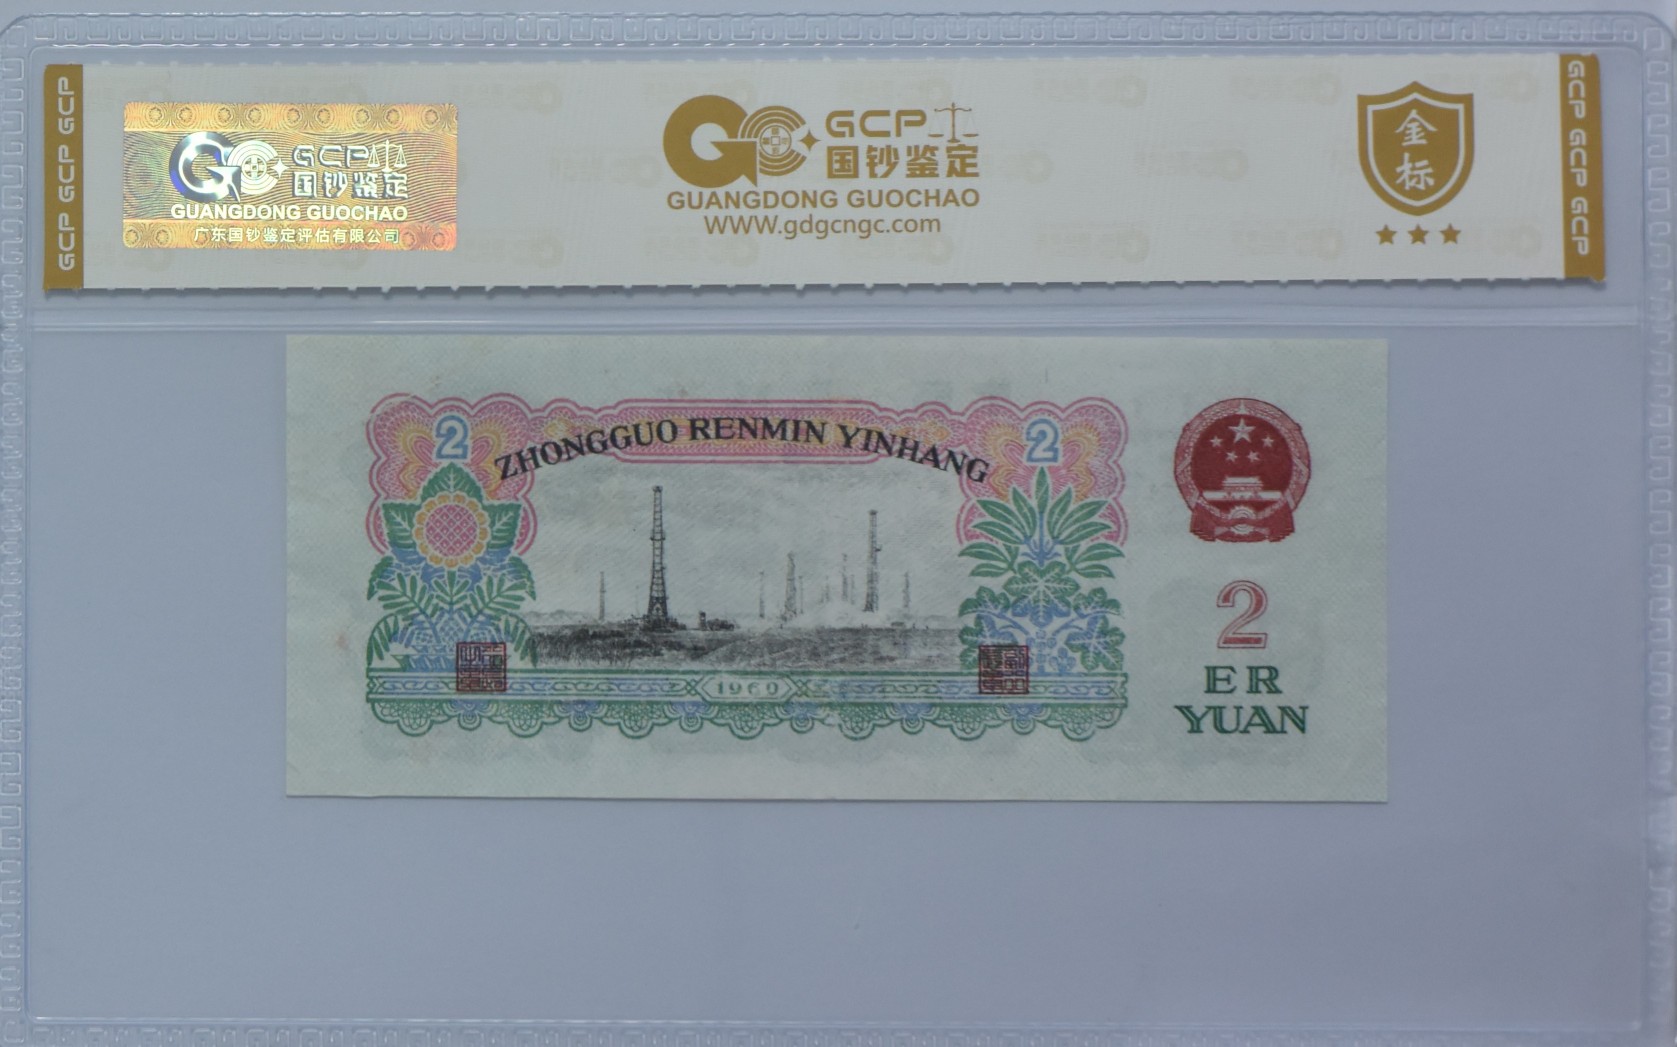 GCP GCP GCP
GCP 国钞鉴定
GUANGDONG GUOCHAO
广东国钞鉴定评估有限公司
GCP
国钞鉴定
GUANGDONG GUOCHAO
WWW.gdgcngc.com
金标
GCP GCP GCP
2
ZHONGGUO RENMIN YINHANG
2
1960
2
ER
YUAN